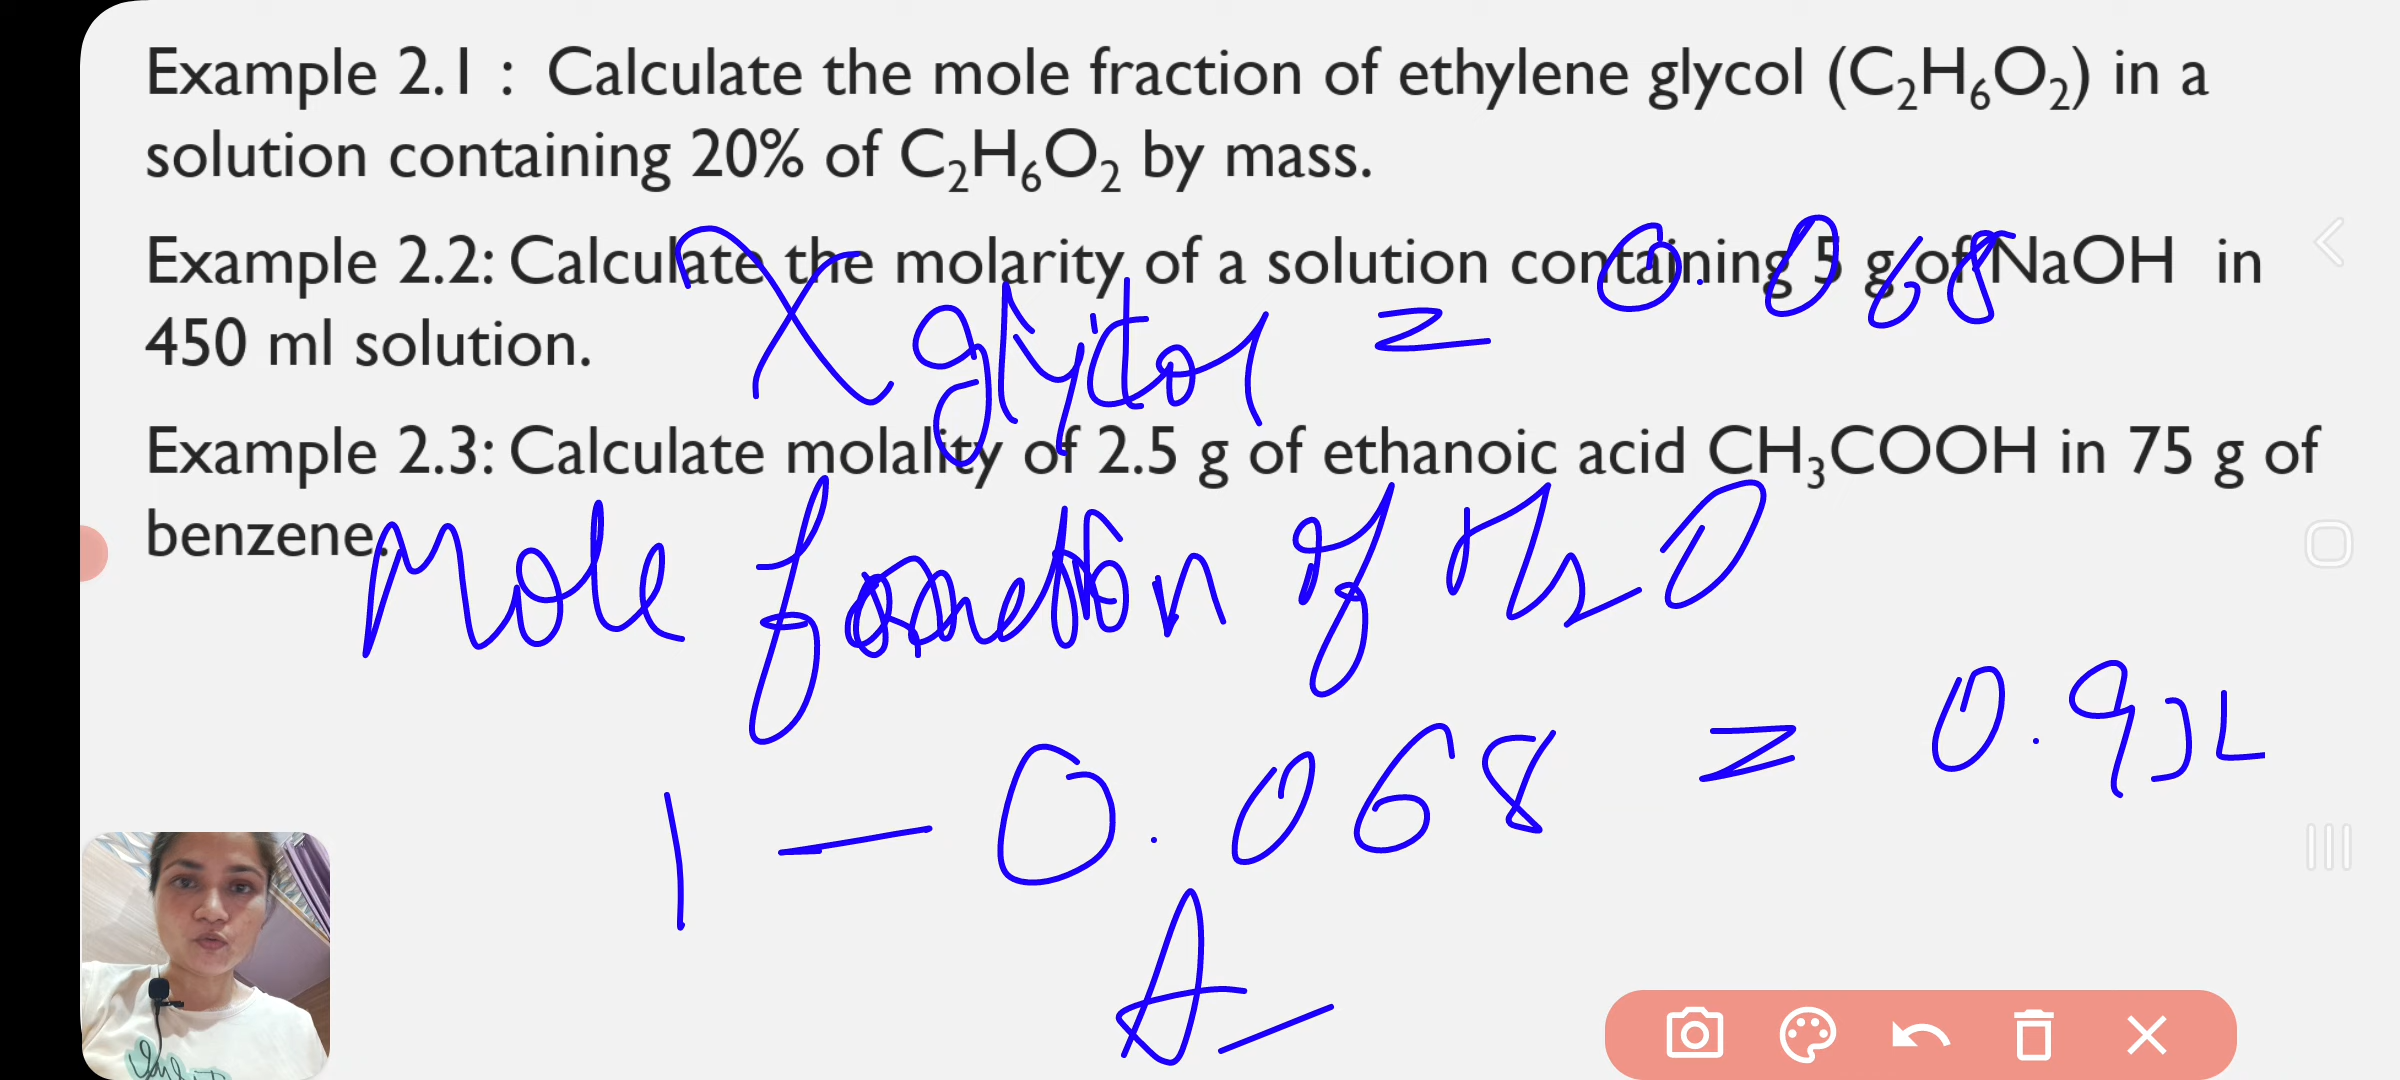 Example 2.1 : Calculate the mole fraction of ethylene glycol (C₂H₆O₂) in a
solution containing 20% of C₂H₆O₂ by mass.
Example 2.2: Calculate the molarity of a solution containing 5 g of NaOH in
450 ml solution.
X glycol = 0.068
Example 2.3: Calculate molality of 2.5 g of ethanoic acid CH₃COOH in 75 g of
benzene.
Mole fraction of H₂O
1 - 0.068 = 0.932